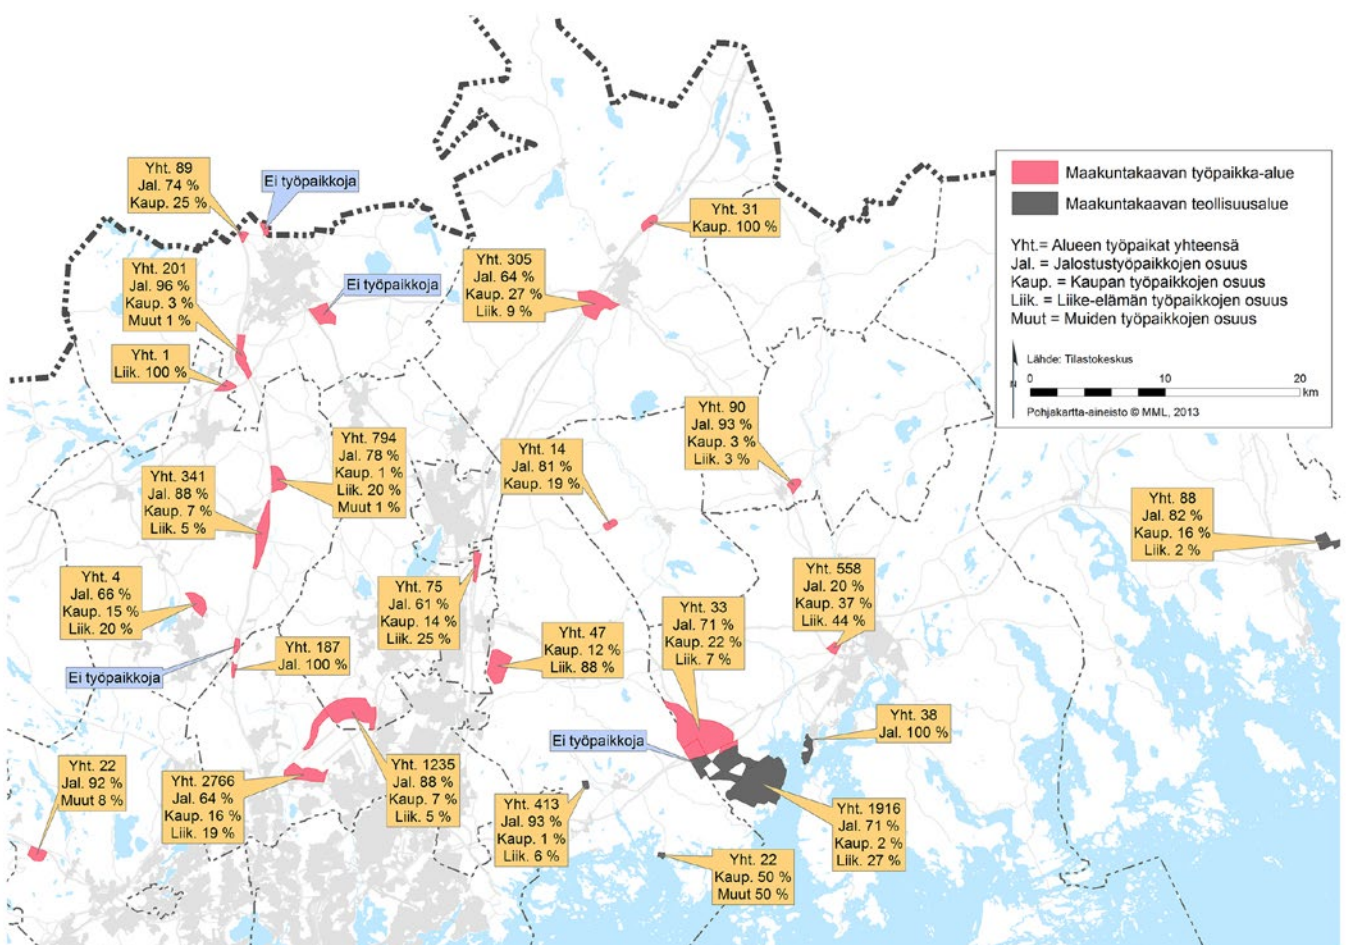 Yht. 89
Jal. 74 %
Kaup. 25 %
Ei työpaikkoja
Yht. 201
Jal. 96 %
Kaup. 3 %
Muut 1 %
Ei työpaikkoja
Yht. 1
Liik. 100 %
Yht. 305
Jal. 64 %
Kaup. 27 %
Liik. 9 %
Yht. 31
Kaup. 100 %
Maakuntakaavan työpaikka-alue
Maakuntakaavan teollisuusalue
Yht.= Alueen työpaikat yhteensä
Jal. = Jalostustyöpaikkojen osuus
Kaup. = Kaupan työpaikkojen osuus
Liik. = Liike-elämän työpaikkojen osuus
Muut = Muiden työpaikkojen osuus
Lähde: Tilastokeskus
N
0 10 20
km
Pohjakartta-aineisto © MML, 2013
Yht. 794
Jal. 78 %
Kaup. 1 %
Liik. 20 %
Muut 1 %
Yht. 341
Jal. 88 %
Kaup. 7 %
Liik. 5 %
Yht. 14
Jal. 81 %
Kaup. 19 %
Yht. 90
Jal. 93 %
Kaup. 3 %
Liik. 3 %
Yht. 88
Jal. 82 %
Kaup. 16 %
Liik. 2 %
Yht. 4
Jal. 66 %
Kaup. 15 %
Liik. 20 %
Ei työpaikkoja
Yht. 187
Jal. 100 %
Yht. 75
Jal. 61 %
Kaup. 14 %
Liik. 25 %
Yht. 47
Kaup. 12 %
Liik. 88 %
Yht. 33
Jal. 71 %
Kaup. 22 %
Liik. 7 %
Yht. 558
Jal. 20 %
Kaup. 37 %
Liik. 44 %
Yht. 38
Jal. 100 %
Ei työpaikkoja
Yht. 22
Jal. 92 %
Muut 8 %
Yht. 2766
Jal. 64 %
Kaup. 16 %
Liik. 19 %
Yht. 1235
Jal. 88 %
Kaup. 7 %
Liik. 5 %
Yht. 413
Jal. 93 %
Kaup. 1 %
Liik. 6 %
Yht. 22
Kaup. 50 %
Muut 50 %
Yht. 1916
Jal. 71 %
Kaup. 2 %
Liik. 27 %